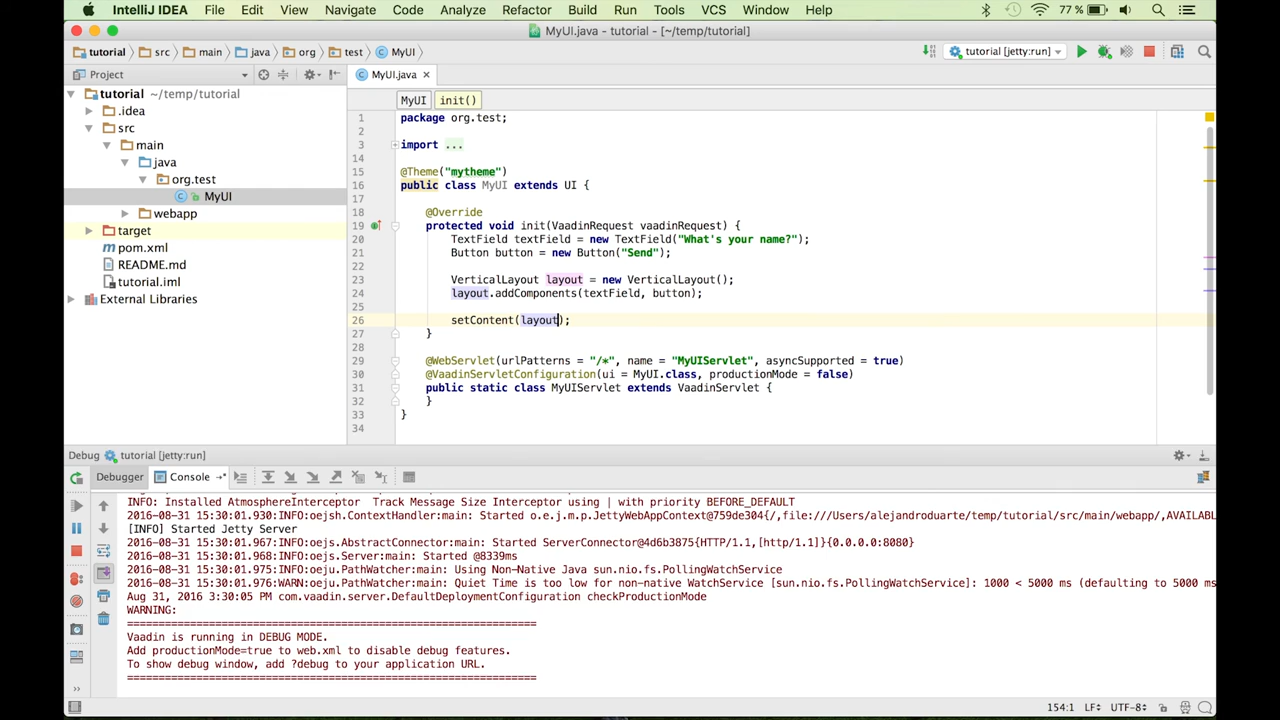 IntelliJ IDEA File Edit View Navigate Code Analyze Refactor Build Run Tools VCS Window Help 77 %
MyUI.java - tutorial - [~/temp/tutorial]
tutorial src main java org test MyUI tutorial [jetty:run]
Project MyUI.java
tutorial ~/temp/tutorial
.idea
src
main
java
org.test
MyUI
webapp
target
pom.xml
README.md
tutorial.iml
External Libraries
MyUI init()
1 package org.test;
2
3 import ...
14
15 @Theme("mytheme")
16 public class MyUI extends UI {
17
18 @Override
19 protected void init(VaadinRequest vaadinRequest) {
20 TextField textField = new TextField("What's your name?");
21 Button button = new Button("Send");
22
23 VerticalLayout layout = new VerticalLayout();
24 layout.addComponents(textField, button);
25
26 setContent(layout);
27 }
28
29 @WebServlet(urlPatterns = "/*", name = "MyUIServlet", asyncSupported = true)
30 @VaadinServletConfiguration(ui = MyUI.class, productionMode = false)
31 public static class MyUIServlet extends VaadinServlet {
32 }
33 }
34
Debug tutorial [jetty:run]
Debugger Console
INFO: Installed AtmosphereInterceptor  Track Message Size Interceptor using | with priority BEFORE_DEFAULT
2016-08-31 15:30:01.930:INFO:oejsh.ContextHandler:main: Started o.e.j.m.p.JettyWebAppContext@759de304{/,file:///Users/alejandroduarte/temp/tutorial/src/main/webapp/,AVAILABL
[INFO] Started Jetty Server
2016-08-31 15:30:01.967:INFO:oejs.AbstractConnector:main: Started ServerConnector@4d6b3875{HTTP/1.1,[http/1.1]}{0.0.0.0:8080}
2016-08-31 15:30:01.968:INFO:oejs.Server:main: Started @8339ms
2016-08-31 15:30:01.975:INFO:oeju.PathWatcher:main: Using Non-Native Java sun.nio.fs.PollingWatchService
2016-08-31 15:30:01.976:WARN:oeju.PathWatcher:main: Quiet Time is too low for non-native WatchService [sun.nio.fs.PollingWatchService]: 1000 < 5000 ms (defaulting to 5000 ms
Aug 31, 2016 3:30:05 PM com.vaadin.server.DefaultDeploymentConfiguration checkProductionMode
WARNING:
=================================================================
Vaadin is running in DEBUG MODE.
Add productionMode=true to web.xml to disable debug features.
To show debug window, add ?debug to your application URL.
=================================================================
154:1 LF÷ UTF-8÷